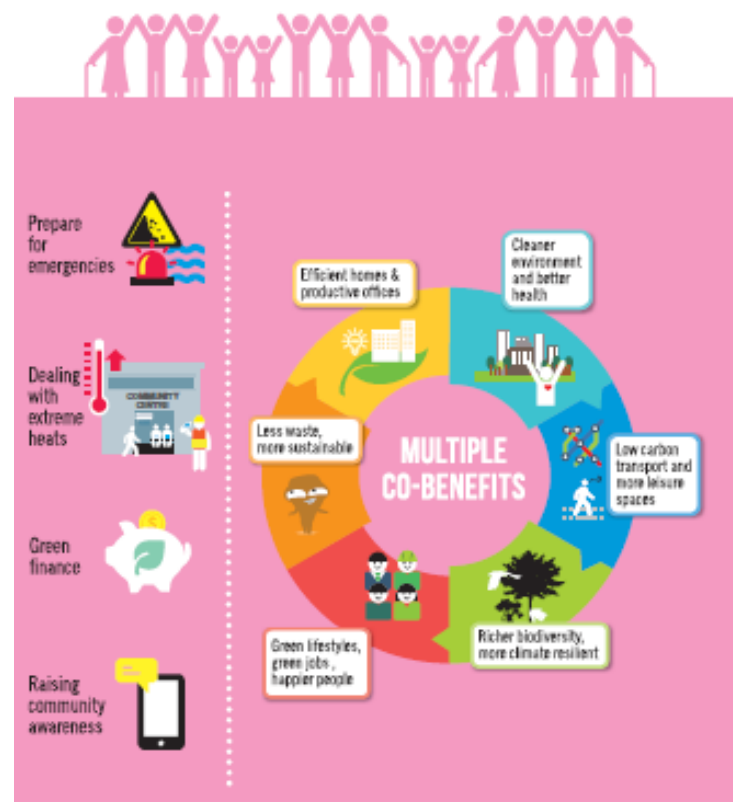 Prepare
for
emergencies
Dealing
with
extreme
heats
COMMUNITY
CENTRE
Green
finance
$
Raising
community
awareness
Efficient homes &
productive offices
Cleaner
environment
and better
health
Less waste,
more sustainable
MULTIPLE
CO-BENEFITS
Low carbon
transport and
more leisure
spaces
Green lifestyles,
green jobs ,
happier people
Richer biodiversity,
more climate resilient